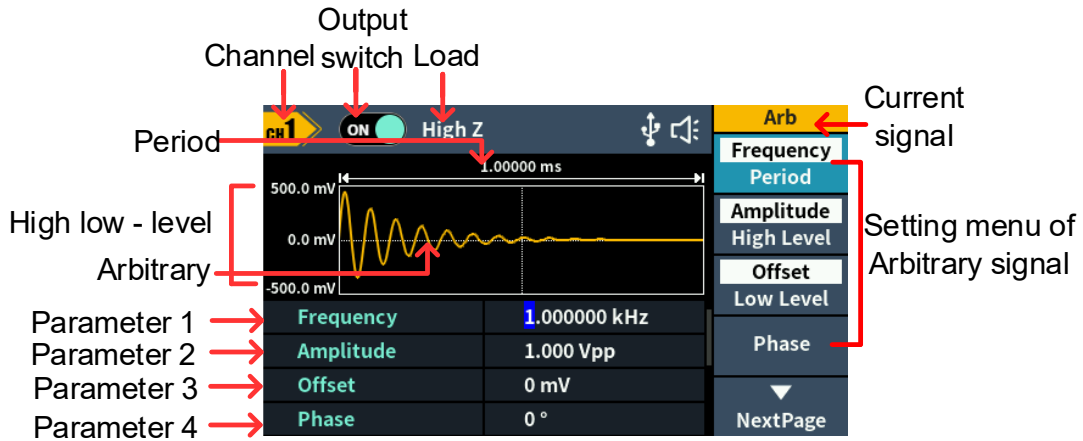 Output
Channel switch Load
Current
signal
CH1 ON High Z
Arb
Period
1.00000 ms
Frequency
Period
500.0 mV
High low - level
0.0 mV
Amplitude
High Level
Setting menu of
Arbitrary signal
Arbitrary
-500.0 mV
Offset
Low Level
Parameter 1
Frequency 1.000000 kHz
Parameter 2
Amplitude 1.000 Vpp
Phase
Parameter 3
Offset 0 mV
Parameter 4
Phase 0 °
NextPage